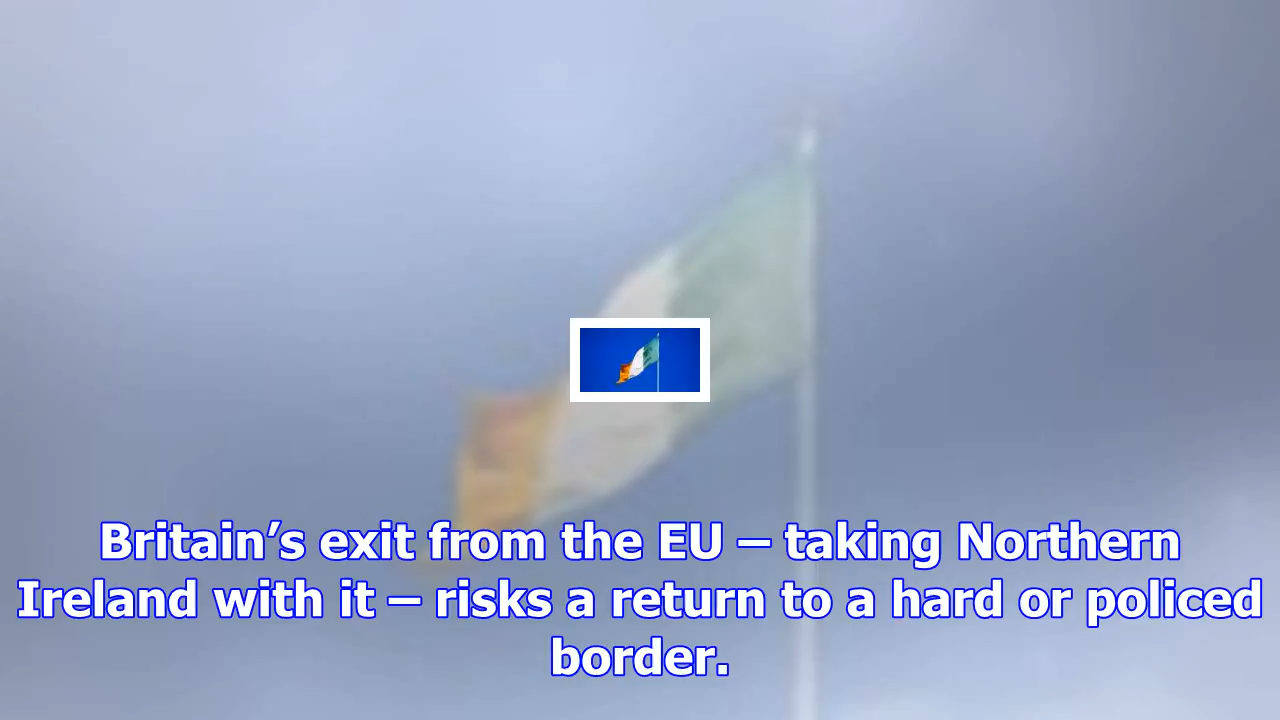 Britain’s exit from the EU – taking Northern
Ireland with it – risks a return to a hard or policed
border.